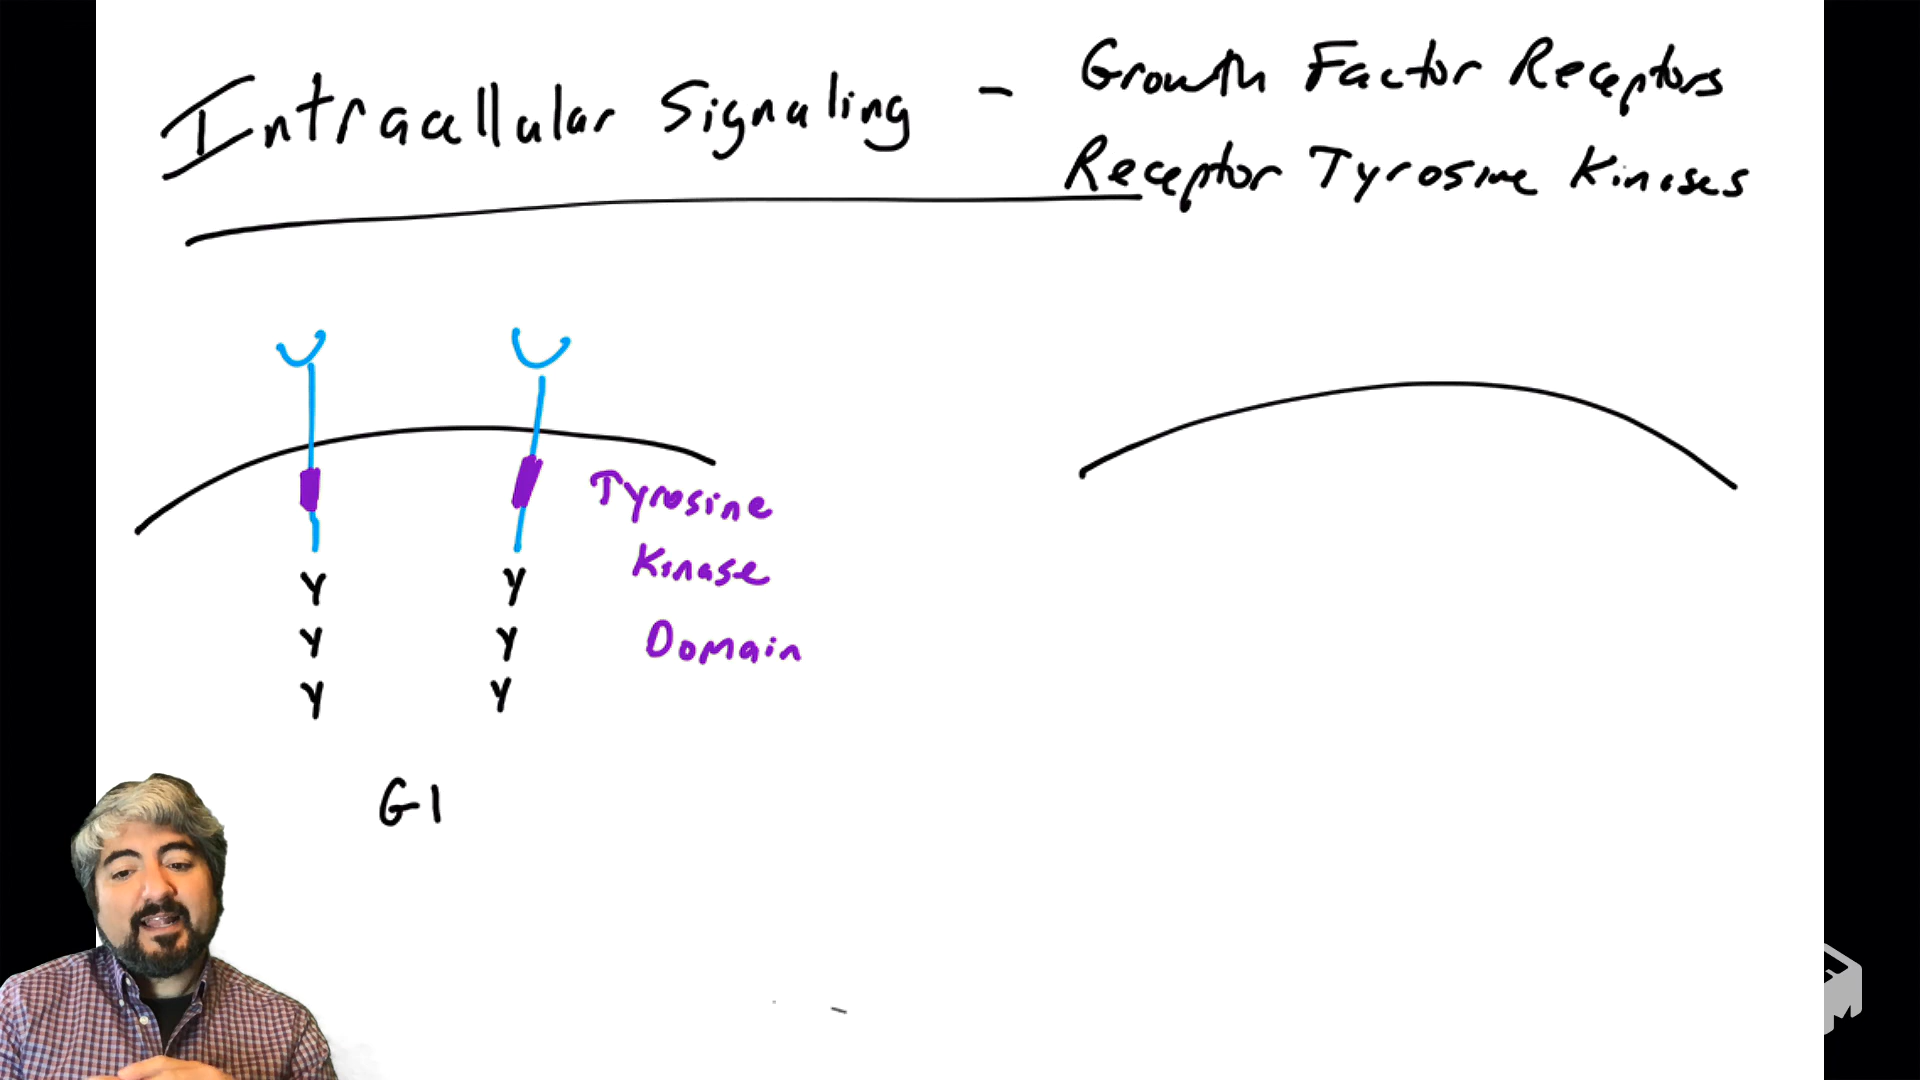 Intracellular Signaling - Growth Factor Receptors
Receptor Tyrosine Kinases
Tyrosine
Kinase
Domain
Y Y
Y Y
Y Y
G1